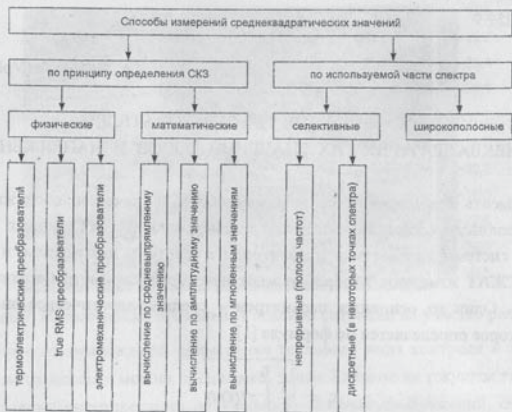 Способы измерений среднеквадратических значений
по принципу определения СКЗ
по используемой части спектра
физические
математические
селективные
широкополосные
термоэлектрические преобразователи
true RMS преобразователи
электромеханические преобразователи
вычисление по средневыпрямленному
значению
вычисление по амплитудному значению
вычисление по мгновенным значениям
непрерывные (полоса частот)
дискретные (в некоторых точках спектра)